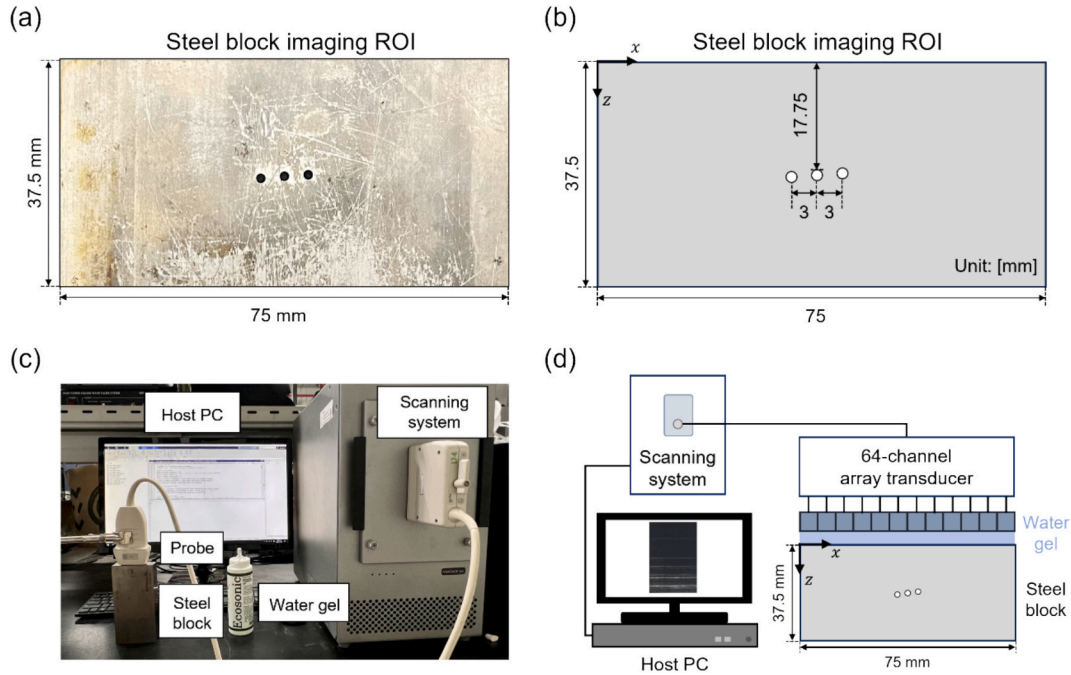 (a)
Steel block imaging ROI
37.5 mm
75 mm
(b)
Steel block imaging ROI
x
z
17.75
37.5
3
3
Unit: [mm]
75
(c)
Host PC
Scanning
system
Probe
Steel
block
Water gel
Ecosonic
(d)
Scanning
system
64-channel
array transducer
Water
gel
x
z
37.5 mm
Steel
block
75 mm
Host PC